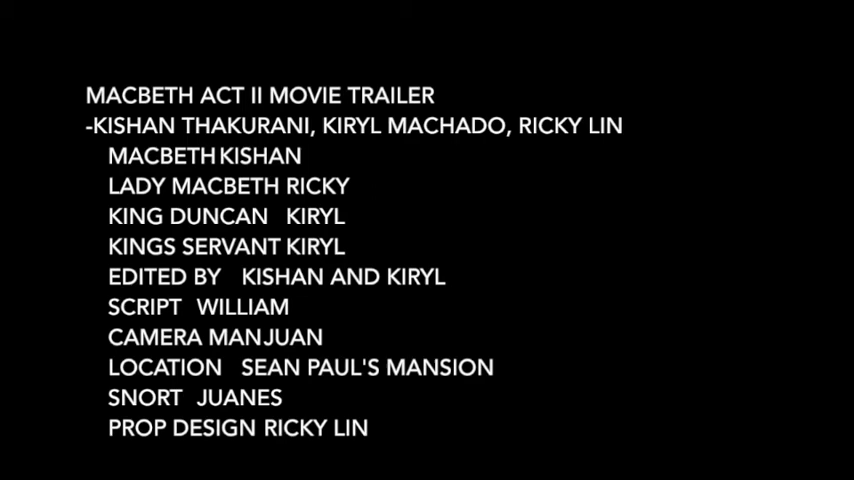 MACBETH ACT II MOVIE TRAILER
-KISHAN THAKURANI, KIRYL MACHADO, RICKY LIN
MACBETH KISHAN
LADY MACBETH RICKY
KING DUNCAN KIRYL
KINGS SERVANT KIRYL
EDITED BY KISHAN AND KIRYL
SCRIPT WILLIAM
CAMERA MAN JUAN
LOCATION SEAN PAUL'S MANSION
SNORT JUANES
PROP DESIGN RICKY LIN